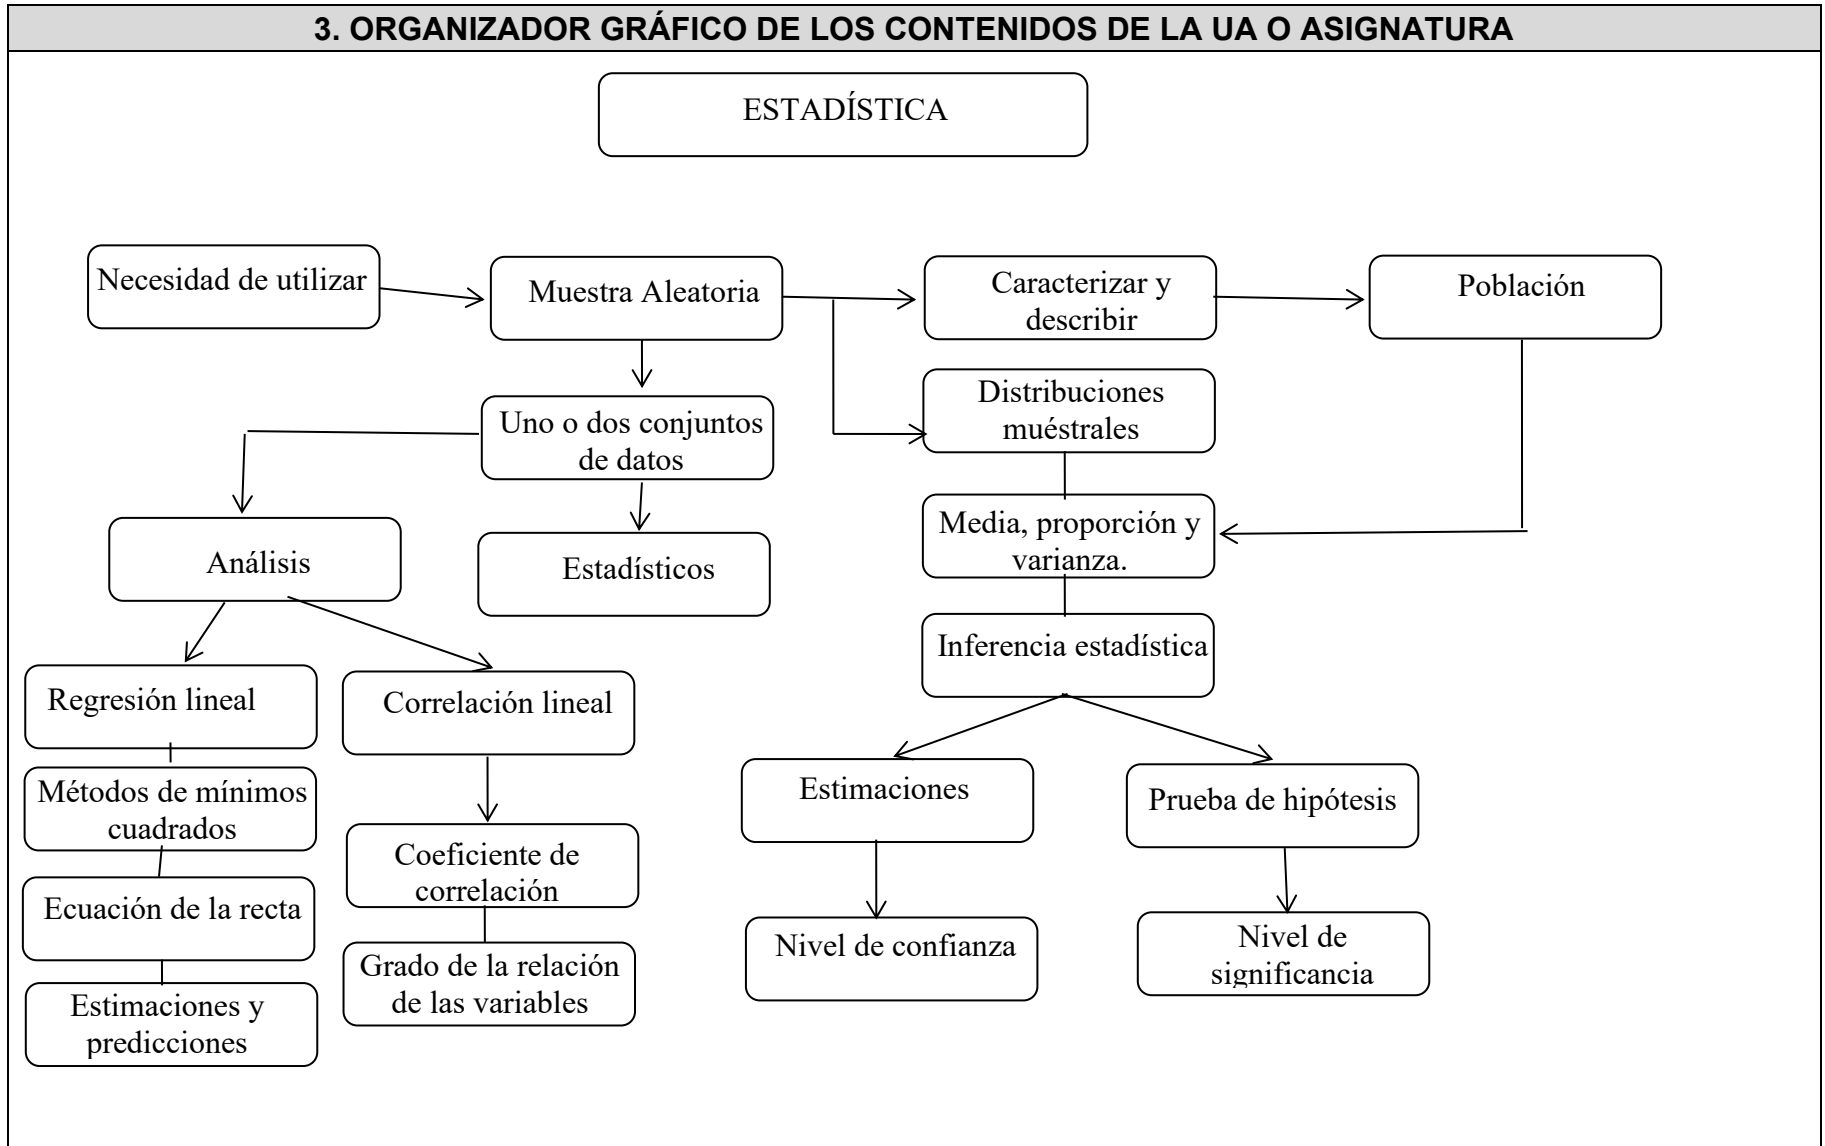 3. ORGANIZADOR GRÁFICO DE LOS CONTENIDOS DE LA UA O ASIGNATURA
ESTADÍSTICA
Necesidad de utilizar
Muestra Aleatoria
Caracterizar y
describir
Población
Distribuciones
muéstrales
Uno o dos conjuntos
de datos
Media, proporción y
varianza.
Análisis
Estadísticos
Inferencia estadística
Regresión lineal
Correlación lineal
Métodos de mínimos
cuadrados
Estimaciones
Prueba de hipótesis
Coeficiente de
correlación
Ecuación de la recta
Nivel de confianza
Nivel de
significancia
Grado de la relación
de las variables
Estimaciones y
predicciones